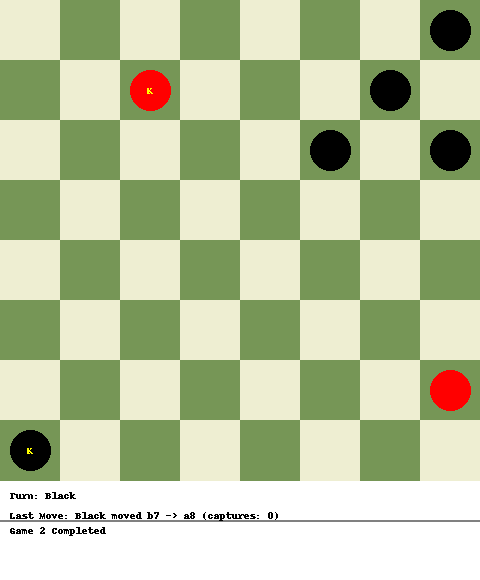 K
K
Turn: Black
Last Move: Black moved b7 -> a8 (captures: 0)
Game 2 Completed